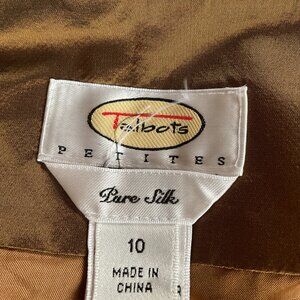 Talbots
PETITES
Pure Silk
10
MADE IN
CHINA